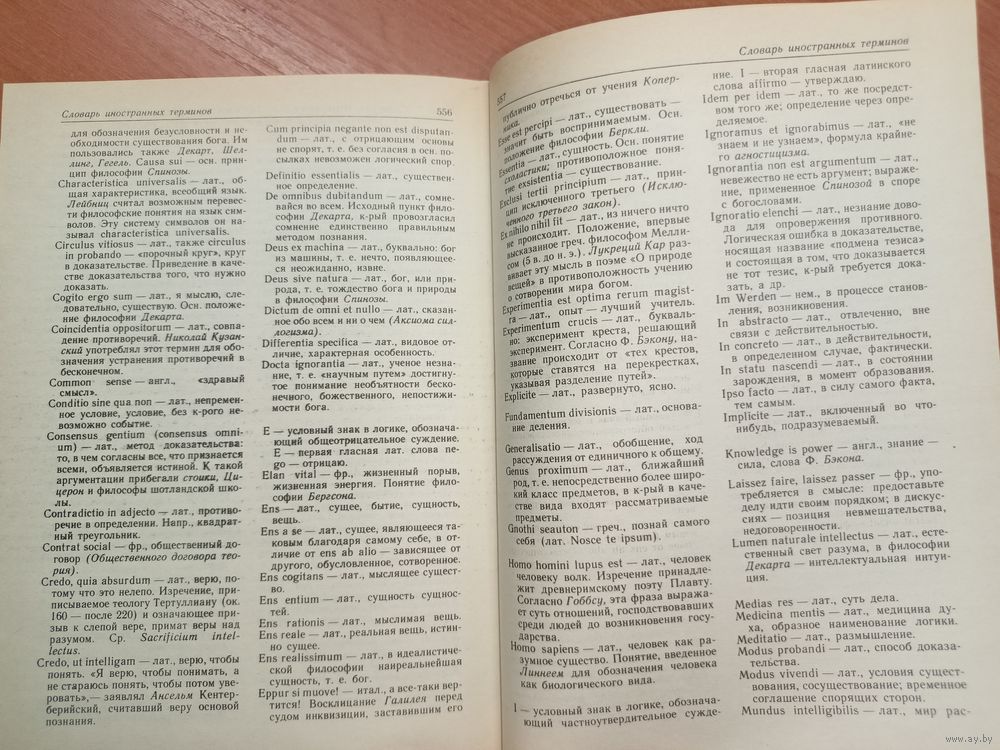 Словарь иностранных терминов 556
для обозначения безусловности и не-
обходимости существования бога. Им
пользовались также Декарт, Шел-
линг, Гегель. Causa sui — осн. прин-
цип философии Спинозы.
Characteristica universalis — лат., об-
щая характеристика, всеобщий язык.
Лейбниц считал возможным перевес-
ти философские понятия на язык сим-
волов. Эту систему символов он на-
зывал characteristica universalis.
Circulus vitiosus — лат., также circulus
in probando — «порочный круг», круг
в доказательстве. Приведение в качес-
тве доказательства того, что нужно
доказать.
Cogito ergo sum — лат., я мыслю, сле-
довательно, существую. Осн. положе-
ние философии Декарта.
Coincidentia oppositorum — лат., совпа-
дение противоречий. Николай Кузан-
ский употреблял этот термин для обо-
значения устранения противоречий в
бесконечном.
Common sense — англ., «здравый
смысл».
Conditio sine qua non — лат., непремен-
ное условие, условие, без к-рого не-
возможно событие.
Consensus gentium (consensus omni-
um) — лат., метод доказательства:
то, в чем согласны все, что признается
всеми, объявляется истиной. К такой
аргументации прибегали стоики, Ци-
церон и философы шотландской шко-
лы.
Contradictio in adjecto — лат., противо-
речие в определении. Напр., квадрат-
ный треугольник.
Contrat social — фр., общественный до-
говор (Общественного договора тео-
рия).
Credo, quia absurdum — лат., верю, по-
тому что это нелепо. Изречение, при-
писываемое теологу Тертуллиану (ок.
160 — после 220) и означающее при-
зыв к слепой вере, примат веры над
разумом. Ср. Sacrificium intel-
lectus.
Credo, ut intelligam — лат., верю, чтобы
понять. «Я верю, чтобы понимать, а
не стараюсь понять, чтобы потом уве-
ровать»,— заявлял Ансельм Кентер-
берийский, считавший веру основой
познания.
Cum principia negante non est disputan-
dum — лат., с отрицающим основы
не спорят, т. е. без согласия в осн. по-
сылках невозможен логический спор.
Definitio essentialis — лат., существен-
ное определение.
De omnibus dubitandum — лат., сомне-
вайся во всем. Исходный пункт фило-
софии Декарта, к-рый провозгласил
сомнение единственно правильным
методом познания.
Deus ex machina — лат., буквально: бог
из машины, т. е. нечто, появляющее-
ся неожиданно, извне.
Deus sive natura — лат., бог, или при-
рода, т. е. тождество бога и природы
в философии Спинозы.
Dictum de omni et nullo — лат., сказан-
ное обо всем и ни о чем (Аксиома сил-
логизма).
Differentia specifica — лат., видовое от-
личие, характерная особенность.
Docta ignorantia — лат., ученое незна-
ние, т. е. «научным путем» достигну-
тое понимание необъятности беско-
нечного, божественного, непостижи-
мости бога.
E — условный знак в логике, обозна-
чающий общеотрицательное суждение.
E — первая гласная лат. слова ne-
go — отрицаю.
Elan vital — фр., жизненный порыв,
жизненная энергия. Понятие фило-
софии Бергсона.
Ens — лат., сущее, бытие, сущность,
вещь.
Ens a se — лат., сущее, являющееся та-
ковым благодаря самому себе, в от-
личие от ens ab alio — зависящее от
другого, обусловленное, сотворенное.
Ens cogitans — лат., мыслящее сущест-
во.
Ens entium — лат., сущность сущнос-
тей.
Ens rationis — лат., мыслимая вещь.
Ens reale — лат., реальная вещь, истин-
но сущее.
Ens realissimum — лат., в идеалистиче-
ской философии наиреальнейшая
сущность, т. е. бог.
Eppur si muove! — итал., а все-таки вер-
тится! Восклицание Галилея перед
судом инквизиции, заставившим его
557 Словарь иностранных терминов
публично отречься от учения Копер-
ника.
Esse est percipi — лат., существовать —
значит быть воспринимаемым. Осн.
положение философии Беркли.
Essentia — лат., сущность. Осн. понятие
схоластики; противоположное поня-
тие exsistentia — существование.
Exclusi tertii principium — лат., прин-
цип исключенного третьего (Исклю-
ченного третьего закон).
Ex nihilo nihil fit — лат., из ничего ничто
не происходит. Положение, впервые
высказанное греч. философом Мелли-
сом (5 в. до н. э.). Лукреций Кар раз-
вивает эту мысль в поэме «О природе
вещей» в противоположность учению
о сотворении мира богом.
Experimentia est optima rerum magist-
ra — лат., опыт — лучший учитель.
Experimentum crucis — лат., букваль-
но: эксперимент креста, решающий
эксперимент. Согласно Ф. Бэкону, на-
звание происходит от «тех крестов,
которые ставятся на перекрестках,
указывая разделение путей».
Explicite — лат., развернуто, ясно.
Fundamentum divisionis — лат., основа-
ние деления.
Generalisatio — лат., обобщение, ход
рассуждения от единичного к общему.
Genus proximum — лат., ближайший
род, т. е. непосредственно более широ-
кий класс предметов, в к-рый в каче-
стве вида входят рассматриваемые
предметы.
Gnothi seauton — греч., познай самого
себя (лат. Nosce te ipsum).
Homo homini lupus est — лат., человек
человеку волк. Изречение принадле-
жит древнеримскому поэту Плавту.
Согласно Гоббсу, эта фраза выража-
ет суть отношений, господствовавших
среди людей до возникновения госу-
дарства.
Homo sapiens — лат., человек как ра-
зумное существо. Понятие, введенное
Линнеем для обозначения человека
как биологического вида.
I — условный знак в логике, обознача-
ющий частноутвердительное сужде-
ние. I — вторая гласная латинского
слова affirmo — утверждаю.
Idem per idem — лат., то же посредст-
вом того же; определение через опре-
деляемое.
Ignoramus et ignorabimus — лат., «не
знаем и не узнаем», формула крайне-
го агностицизма.
Ignorantia non est argumentum — лат.,
невежество не есть аргумент; выраже-
ние, примененное Спинозой в споре
с богословами.
Ignoratio elenchi — лат., незнание дово-
да для опровержения противного.
Логическая ошибка в доказательстве,
носящая название «подмена тезиса»
и состоящая в том, что доказывается
не тот тезис, к-рый требуется дока-
зать, а др.
Im Werden — нем., в процессе станов-
ления, возникновения.
In abstracto — лат., отвлеченно, вне
связи с действительностью.
In concreto — лат., в действительности,
в определенном случае, фактически.
In statu nascendi — лат., в состоянии
зарождения, в момент образования.
Ipso facto — лат., в силу самого факта,
тем самым.
Implicite — лат., включенный во что-
нибудь, подразумеваемый.
Knowledge is power — англ., знание —
сила, слова Ф. Бэкона.
Laissez faire, laissez passer — фр., упо-
требляется в смысле: предоставьте
делу идти своим порядком; в дискус-
сиях — позиция невмешательства,
недоговоренности.
Lumen naturale intellectus — лат., есте-
ственный свет разума, в философии
Декарта — интеллектуальная интуи-
ция.
Medias res — лат., суть дела.
Medicina mentis — лат., медицина ду-
ха, образное наименование логики.
Meditatio — лат., размышление.
Modus probandi — лат., способ доказа-
тельства.
Modus vivendi — лат., условия сущест-
вования, сосуществование; временное
соглашение спорящих сторон.
Mundus intelligibilis — лат., мир рас-
www.ay.by